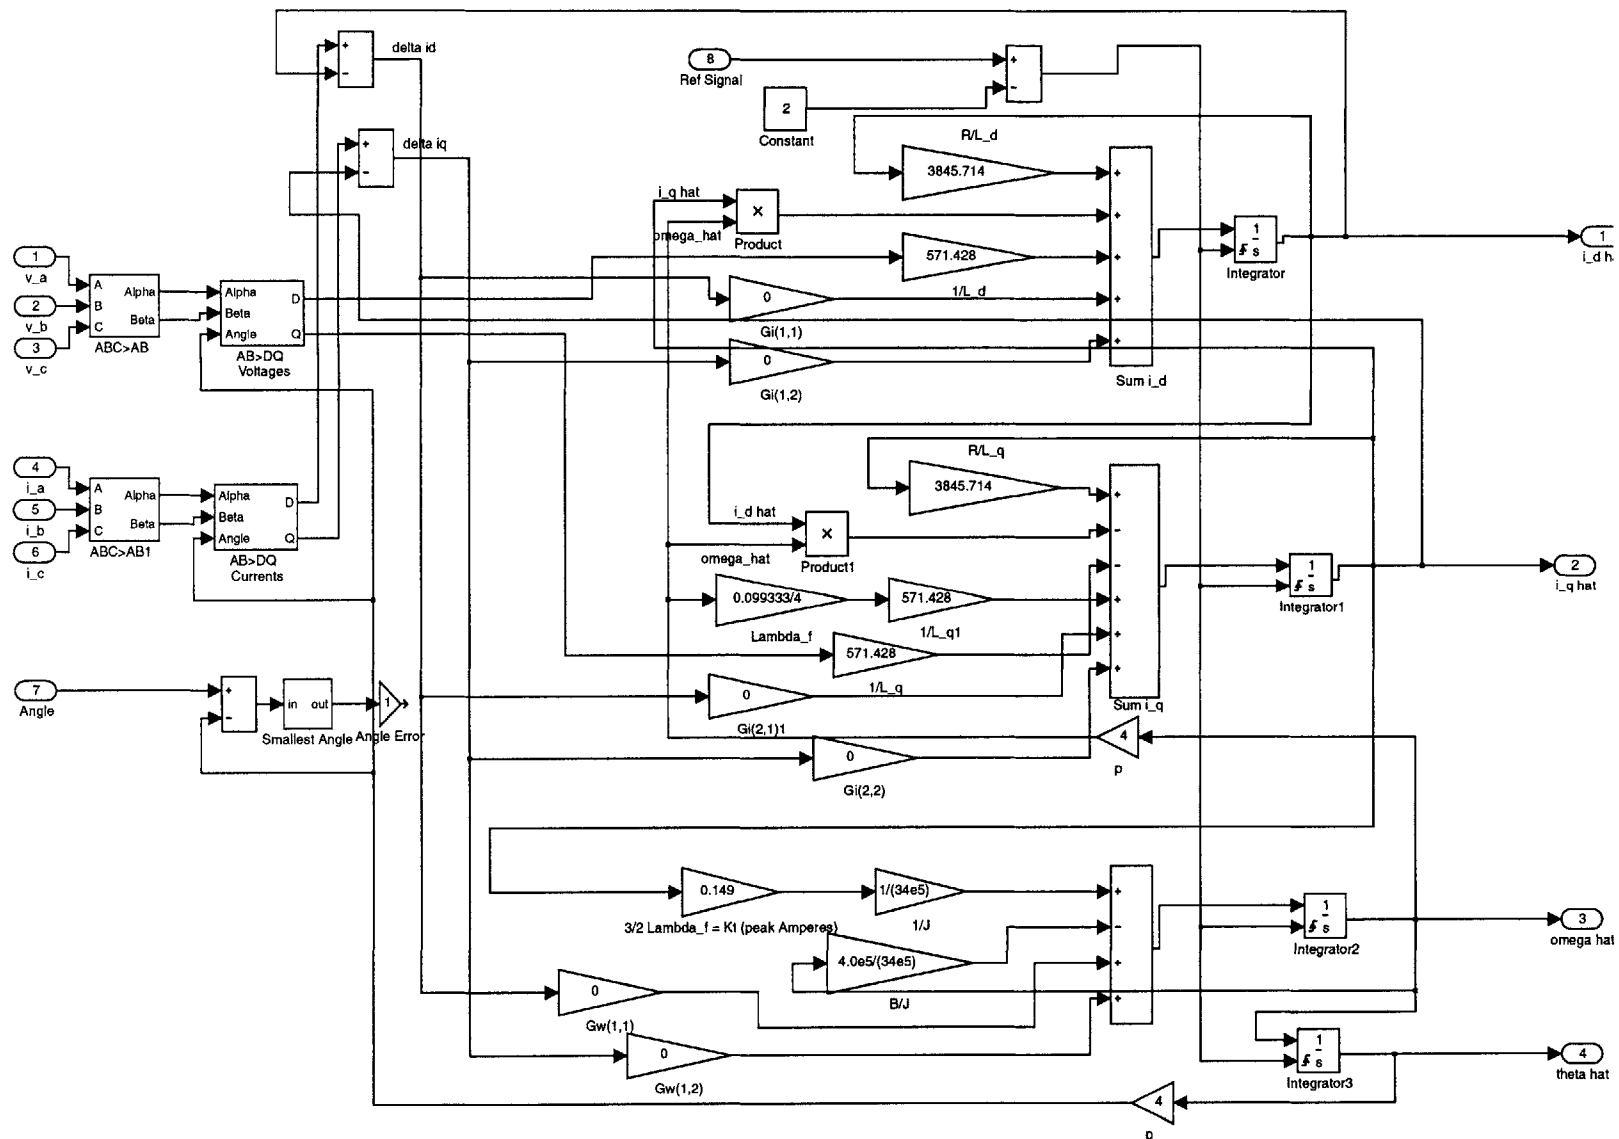 +
-
delta id
+
-
delta iq
8
Ref Signal
+
-
2
Constant
R/L_d
3845.714
i_q hat
omega_hat
×
Product
571.428
1/L_d
0
Gi(1,1)
0
Gi(1,2)
+
+
+
+
+
Sum i_d
1
s
Integrator
1
i_d h
1
v_a
2
v_b
3
v_c
A
B
C
Alpha
Beta
ABC>AB
Alpha
Beta
Angle
D
Q
AB>DQ
Voltages
4
i_a
5
i_b
6
i_c
A
B
C
Alpha
Beta
ABC>AB1
Alpha
Beta
Angle
D
Q
AB>DQ
Currents
R/L_q
3845.714
i_d hat
omega_hat
×
Product1
0.099333/4
Lambda_f
571.428
1/L_q1
571.428
1/L_q
0
Gi(2,1)1
0
Gi(2,2)
+
-
-
+
+
+
Sum i_q
1
s
Integrator1
2
i_q hat
7
Angle
+
-
in out
Smallest Angle
1
Angle Error
4
p
0.149
3/2 Lambda_f = Kt (peak Amperes)
1/(34e5)
1/J
4.0e5/(34e5)
B/J
0
Gw(1,1)
0
Gw(1,2)
+
-
+
+
1
s
Integrator2
3
omega hat
1
s
Integrator3
4
theta hat
4
p